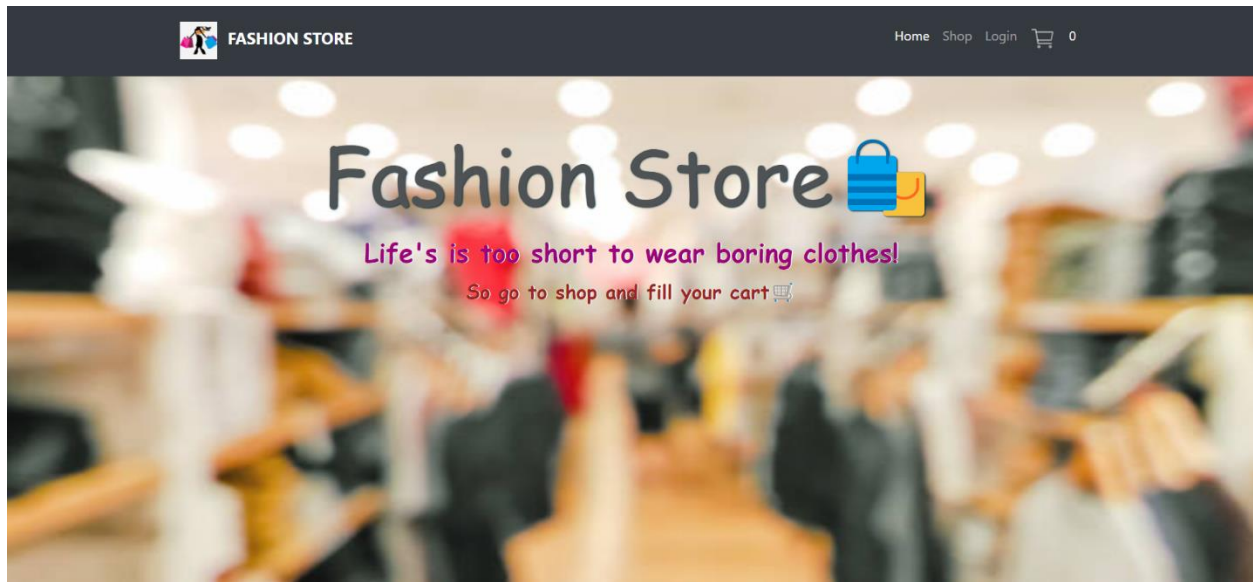 FASHION STORE
Home Shop Login 0
Fashion Store
Life's is too short to wear boring clothes!
So go to shop and fill your cart